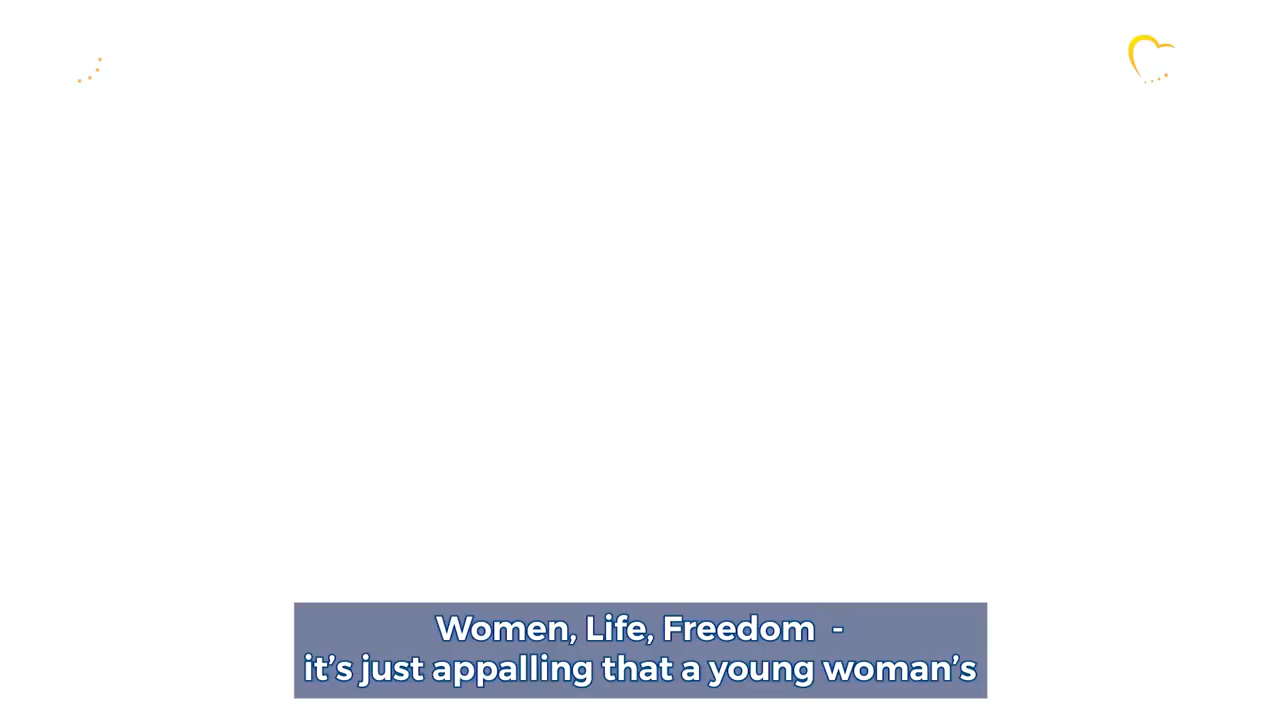 Women, Life, Freedom -
it’s just appalling that a young woman’s